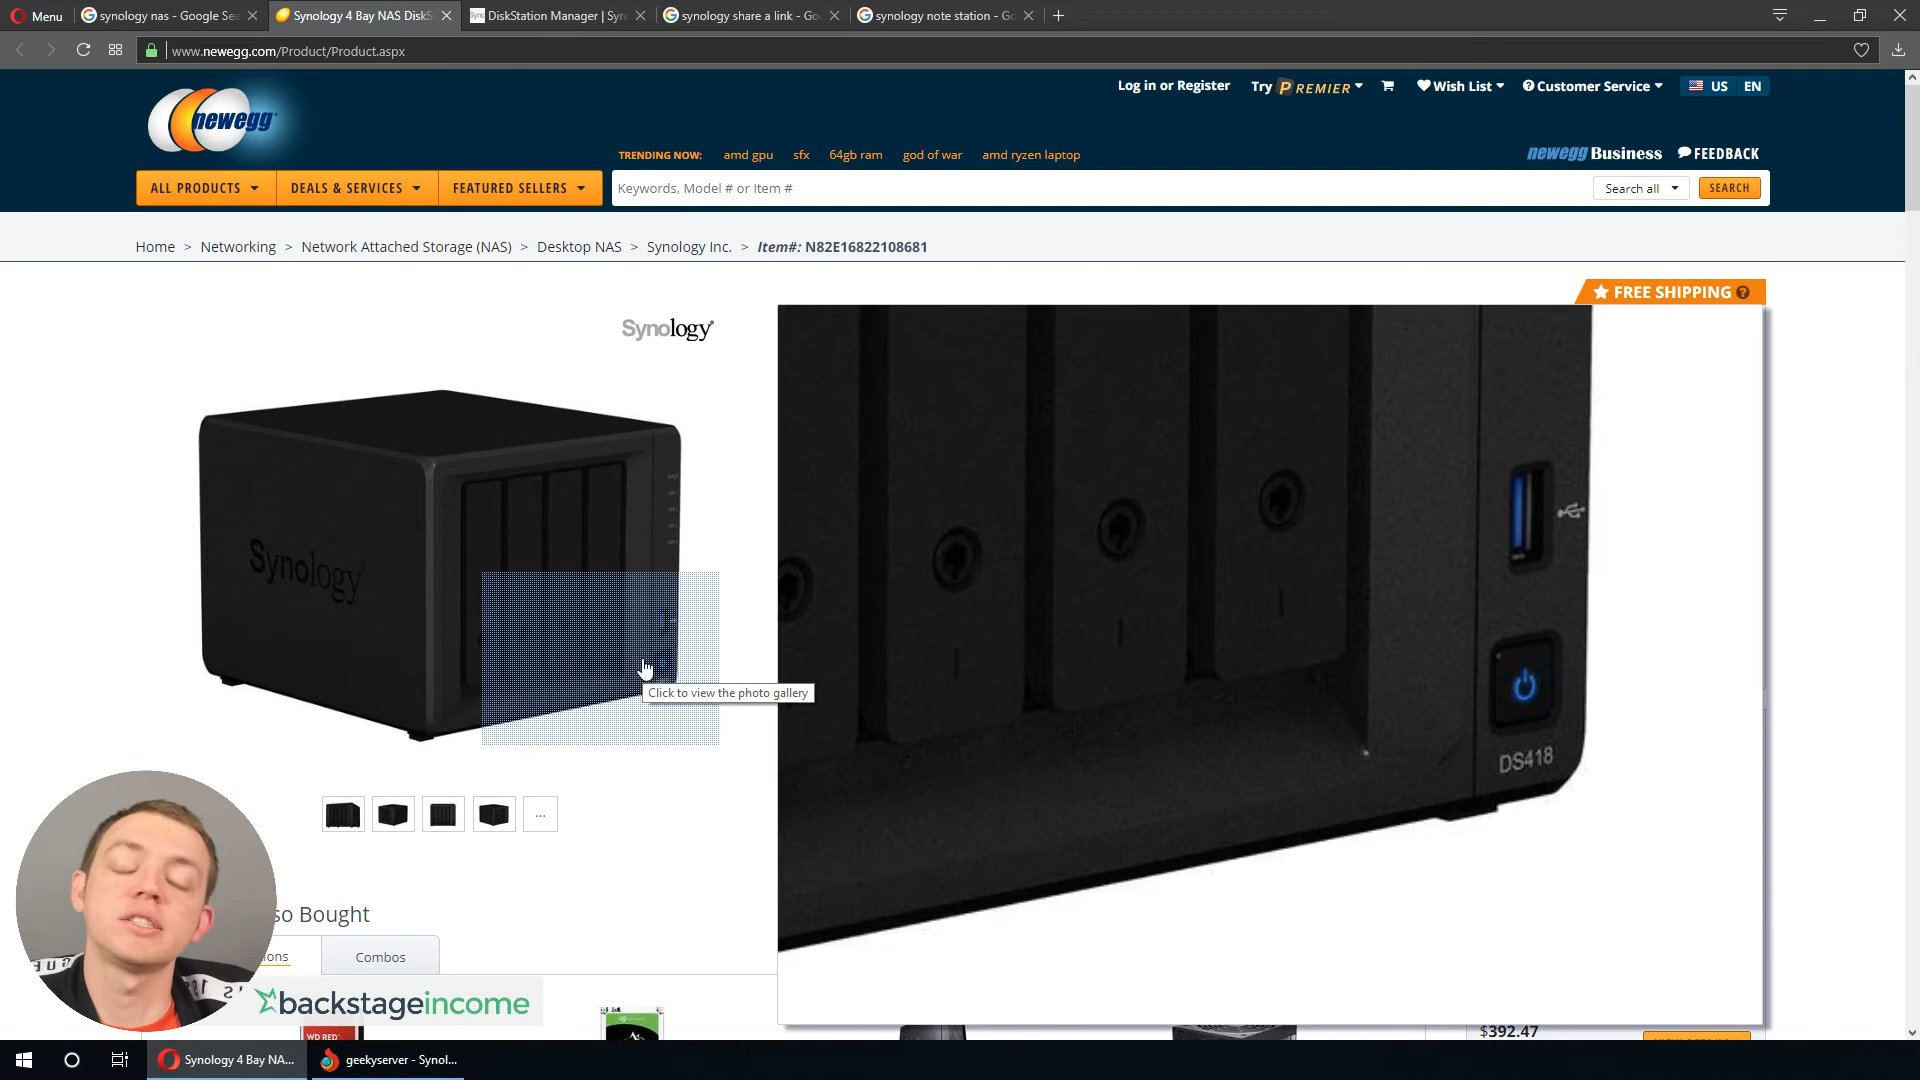 Menu
synology nas - Google Sea
Synology 4 Bay NAS DiskS
DiskStation Manager | Syn
synology share a link - Go
synology note station - Go
www.newegg.com/Product/Product.aspx
newegg
Log in or Register
Try PREMIER
Wish List
Customer Service
US
EN
TRENDING NOW:
amd gpu
sfx
64gb ram
god of war
amd ryzen laptop
newegg Business
FEEDBACK
ALL PRODUCTS
DEALS & SERVICES
FEATURED SELLERS
Keywords, Model # or Item #
Search all
SEARCH
Home > Networking > Network Attached Storage (NAS) > Desktop NAS > Synology Inc. > Item#: N82E16822108681
FREE SHIPPING
Synology
Synology
Click to view the photo gallery
DS418
...
so Bought
ions
Combos
backstageincome
WD RED
$392.47
Synology 4 Bay NA...
geekyserver - Synol...